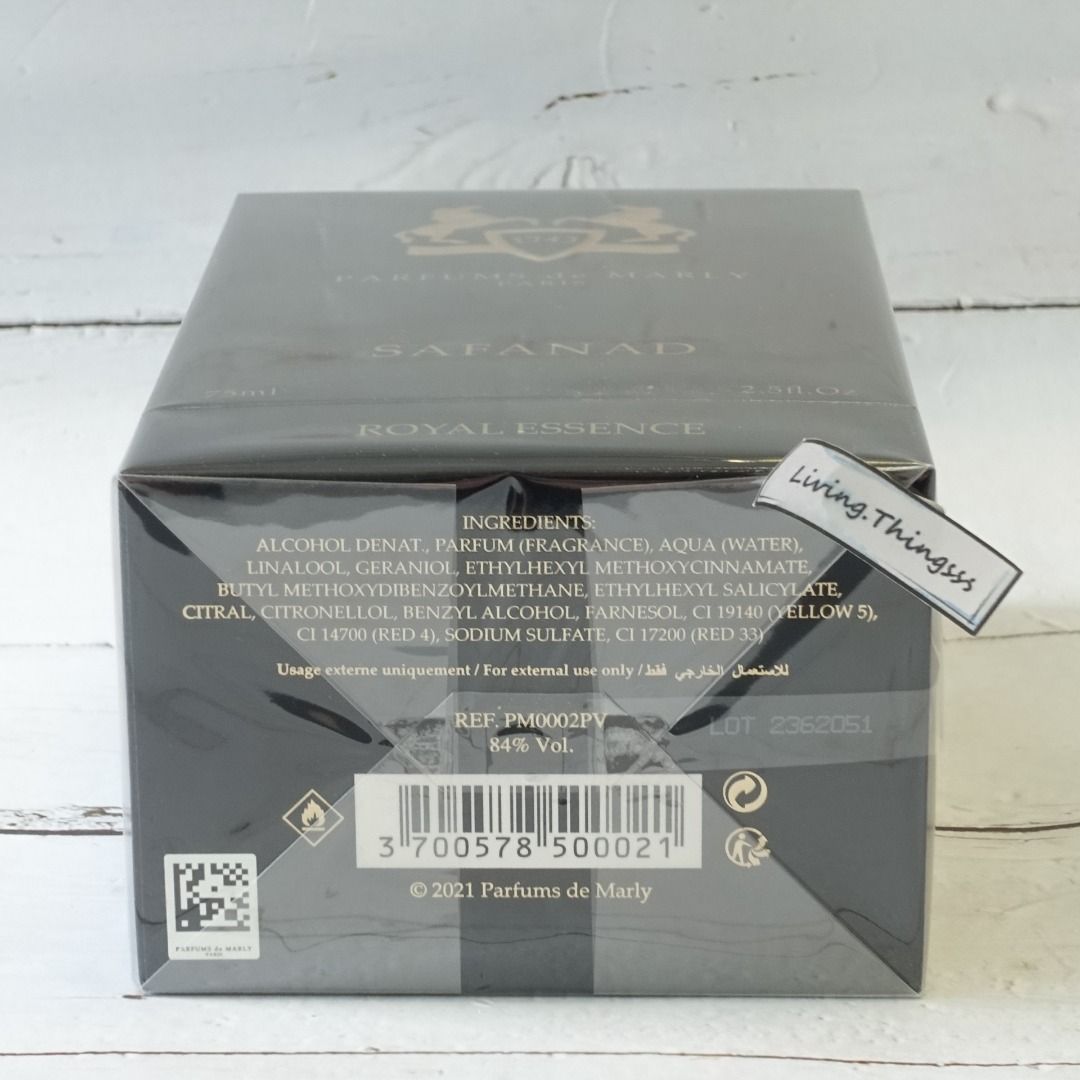 1743
PARFUMS de MARLY
PARIS
SAFANAD
75ml 2.5fl.Oz
ROYAL ESSENCE
Living.Thingsss
INGREDIENTS:
ALCOHOL DENAT., PARFUM (FRAGRANCE), AQUA (WATER),
LINALOOL, GERANIOL, ETHYLHEXYL METHOXYCINNAMATE,
BUTYL METHOXYDIBENZOYLMETHANE, ETHYLHEXYL SALICYLATE,
CITRAL, CITRONELLOL, BENZYL ALCOHOL, FARNESOL, CI 19140 (YELLOW 5),
CI 14700 (RED 4), SODIUM SULFATE, CI 17200 (RED 33)
Usage externe uniquement / For external use only / للاستعمال الخارجي فقط
REF. PM0002PV
84% Vol.
LOT 2362051
3 700578 500021
© 2021 Parfums de Marly
PARFUMS de MARLY
PARIS